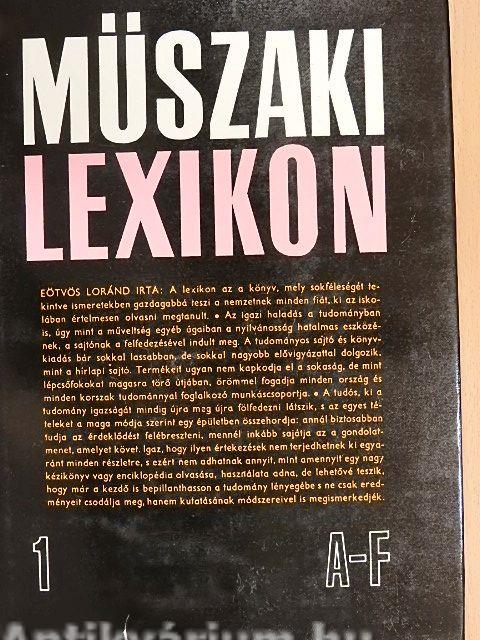 MŰSZAKI
LEXIKON
EÖTVÖS LORÁND IRTA: A lexikon az a könyv, mely sokféleségét te-
kintve ismeretekben gazdagabbá teszi a nemzetnek minden fiát, ki az isko-
lában értelmesen olvasni megtanult. • Az igazi haladás a tudományban
is, úgy mint a műveltség egyéb ágaiban a nyilvánosság hatalmas eszközé-
nek, a sajtónak a felfedezésével indult meg. A tudományos sajtó és könyv-
kiadás bár sokkal lassabban, de sokkal nagyobb elővigyázattal dolgozik,
mint a hírlapi sajtó. Termékeit ugyan nem kapkodja el a sokaság, de mint
lépcsőfokokat magasra törő útjában, örömmel fogadja minden ország és
minden korszak tudománnyal foglalkozó munkáscsoportja. • A tudós, ki a
tudomány igazságát mindig újra meg újra fölfedezni látszik, s az egyes té-
teleket a maga módja szerint egy épületben összehordja: annál biztosabban
tudja az érdeklődést felébreszteni, mennél inkább sajátja az a gondolat-
menet, amelyet követ. Igaz, hogy ilyen értekezések nem terjedhetnek ki egya-
ránt minden részletre, s ezért nem adhatnak annyit, mint amennyit egy nagy
kézikönyv vagy enciklopédia olvasása, használata adna, de lehetővé teszik,
hogy már a kezdő is bepillanthasson a tudomány lényegébe s ne csak ered-
ményeit csodálja meg, hanem kutatásának módszereivel is megismerkedjék.
1 A-F
Antikvárium.hu